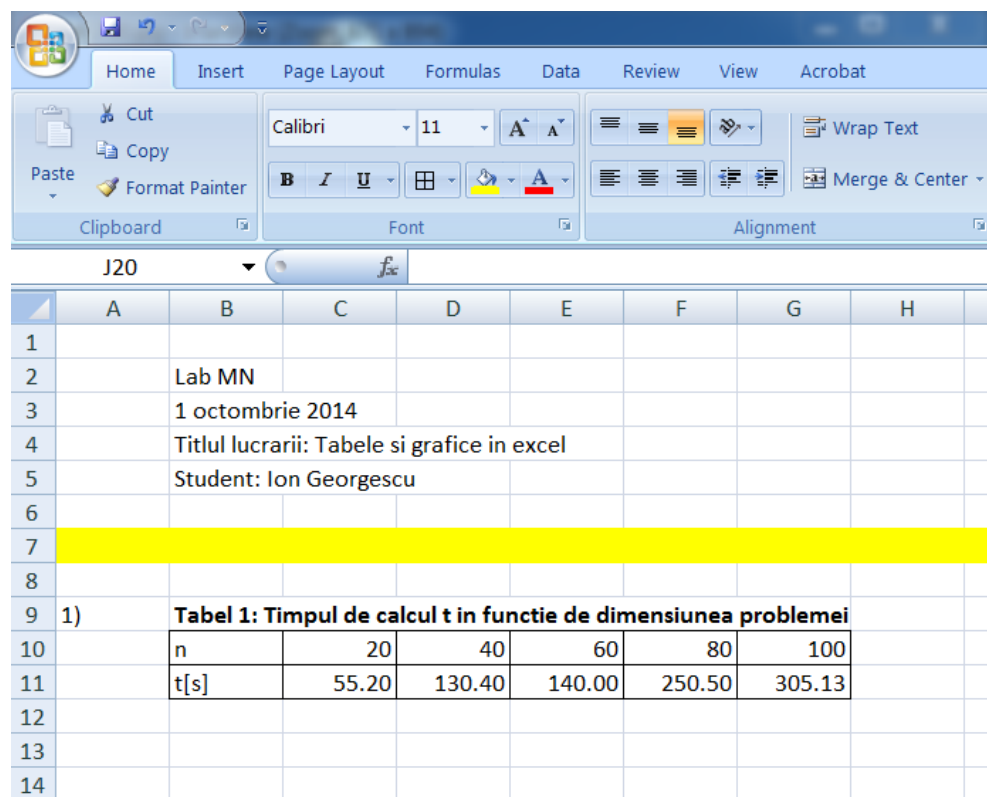 Home Insert Page Layout Formulas Data Review View Acrobat
Cut
Copy
Format Painter
Paste
Calibri 11 A A
Wrap Text
B I U A
Merge & Center
Clipboard Font Alignment
J20 fx
A B C D E F G H
1
2 Lab MN
3 1 octombrie 2014
4 Titlul lucrarii: Tabele si grafice in excel
5 Student: Ion Georgescu
6
7
8
9 1) Tabel 1: Timpul de calcul t in functie de dimensiunea problemei
10 n 20 40 60 80 100
11 t[s] 55.20 130.40 140.00 250.50 305.13
12
13
14